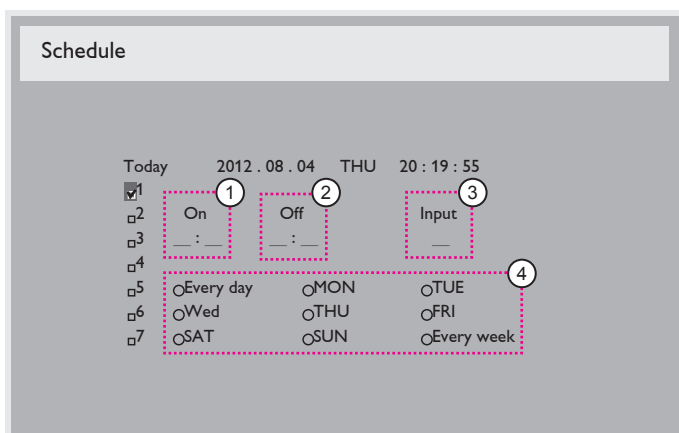 Schedule
Today 2012 . 08 . 04 THU 20 : 19 : 55
1
1 2 3
2 On Off Input
3 __ : __ __ : __ __
4
4
5 Every day MON TUE
6 Wed THU FRI
7 SAT SUN Every week